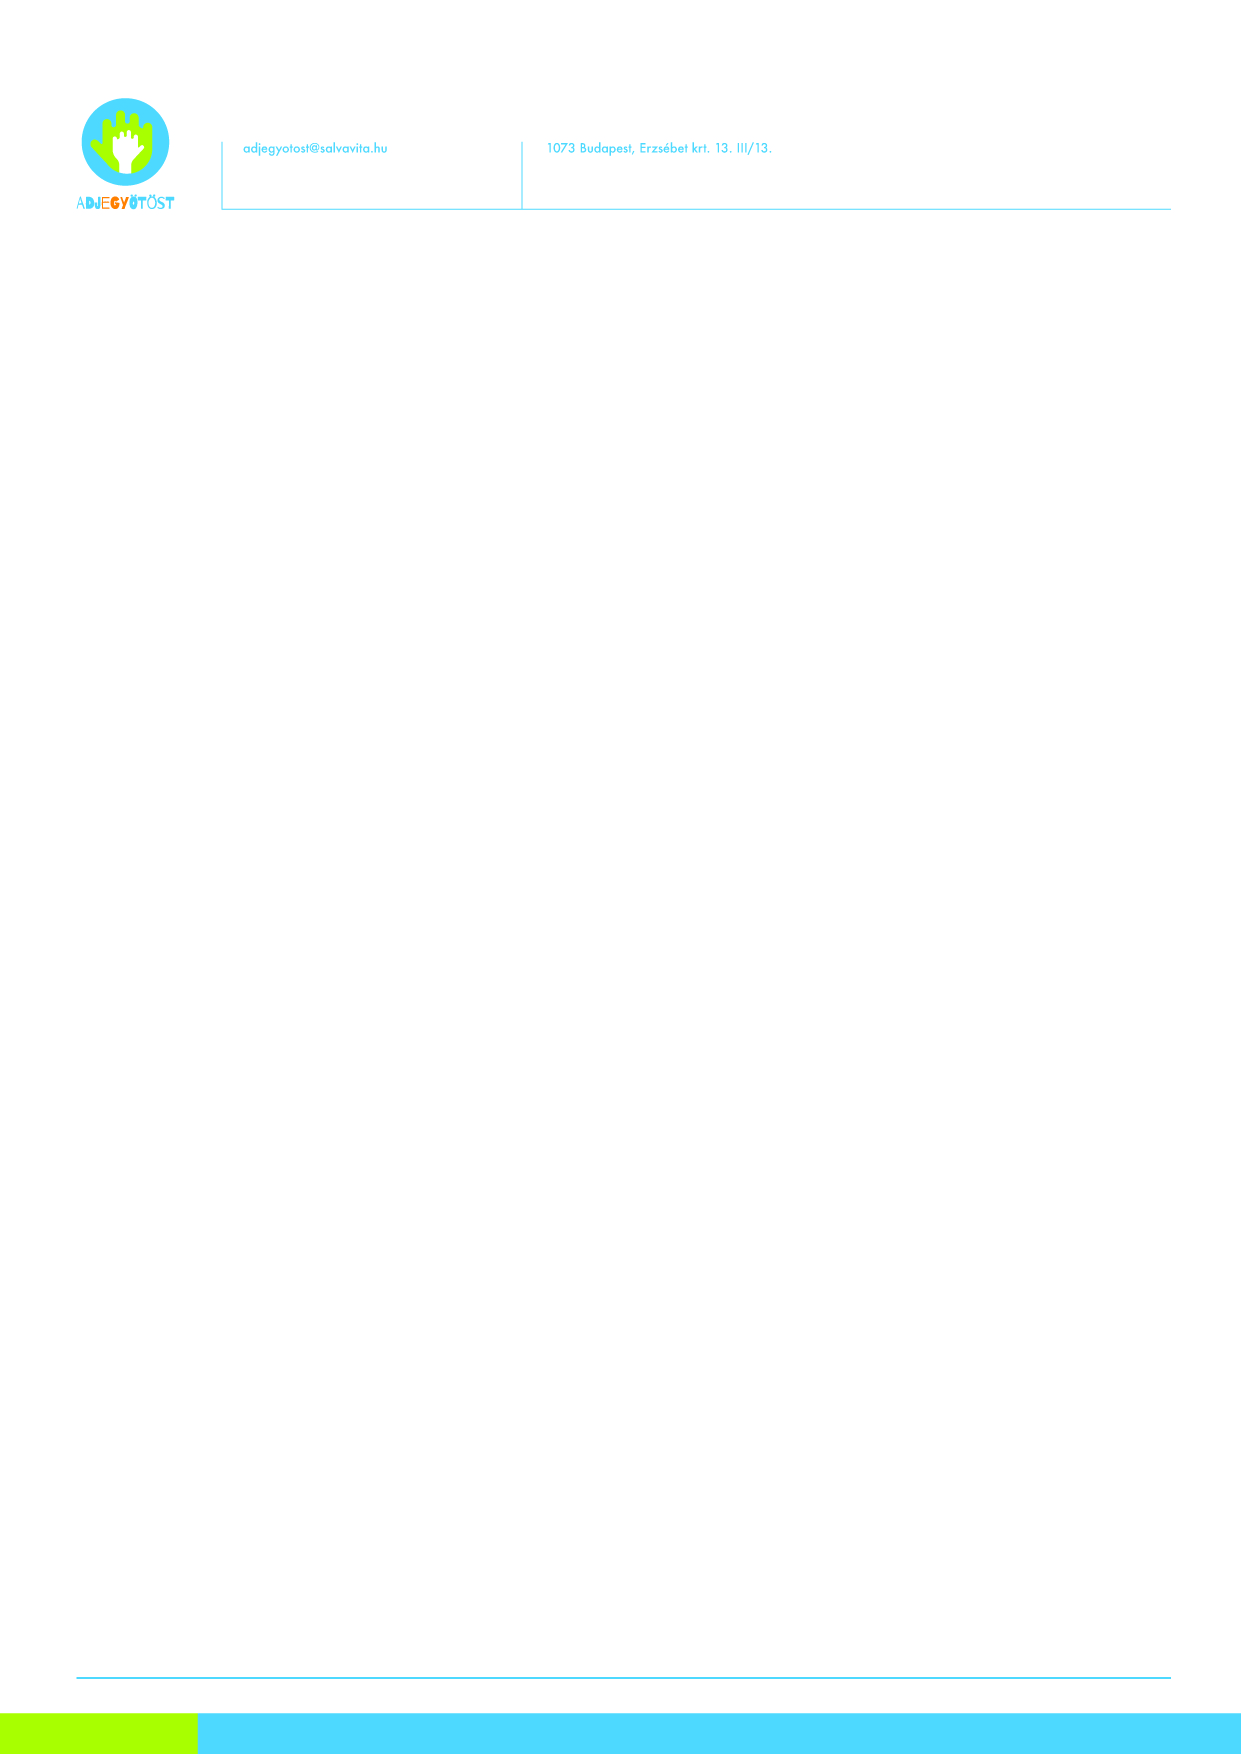 adjegyotost@salvavita.hu
1073 Budapest, Erzsébet krt. 13. III/13.
ADJEGYÖTÖST